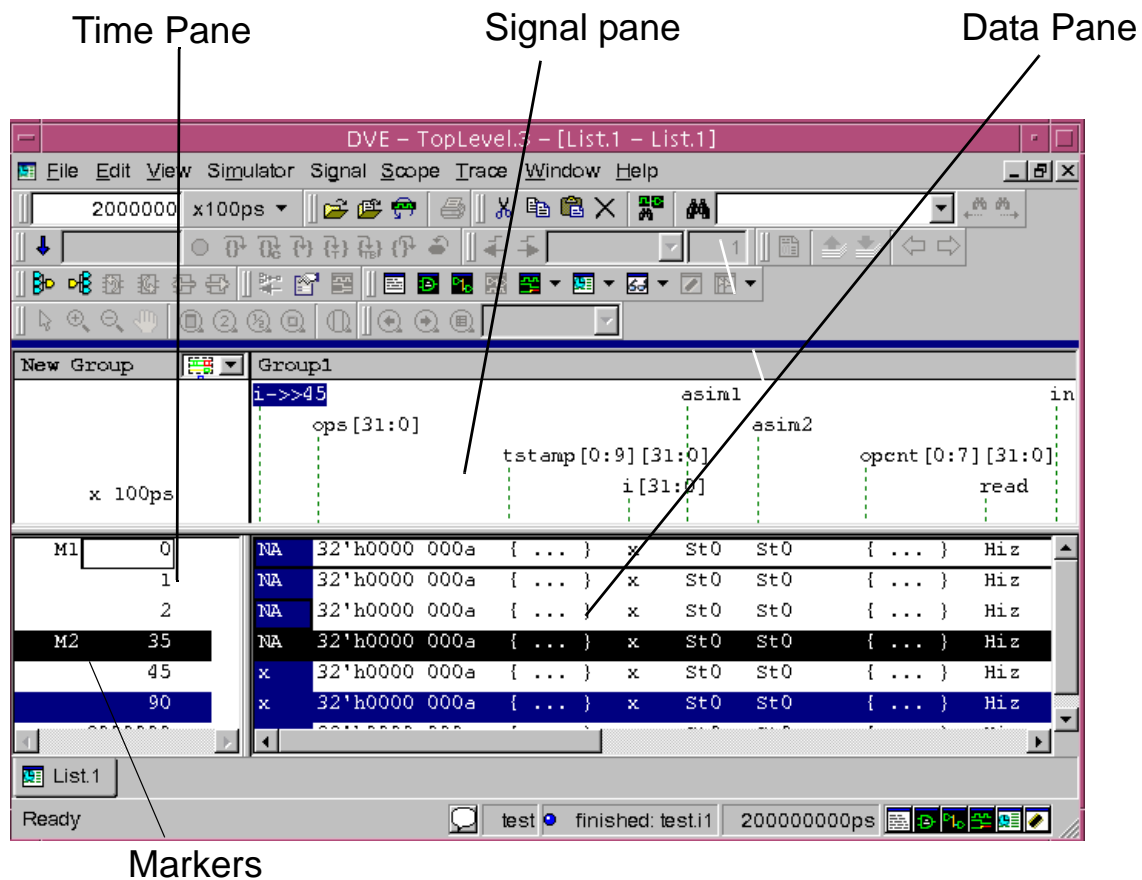 Time Pane Signal pane Data Pane
DVE – TopLevel.3 – [List.1 – List.1]
File Edit View Simulator Signal Scope Trace Window Help
2000000 x100ps
1
New Group Group1
i->>45 asim1 in
ops[31:0] asim2
tstamp[0:9][31:0] opcnt[0:7][31:0]
x 100ps i[31:0] read
M1 0 NA 32'h0000 000a { ... } x St0 St0 { ... } Hiz
1 NA 32'h0000 000a { ... } x St0 St0 { ... } Hiz
2 NA 32'h0000 000a { ... } x St0 St0 { ... } Hiz
M2 35 NA 32'h0000 000a { ... } x St0 St0 { ... } Hiz
45 x 32'h0000 000a { ... } x St0 St0 { ... } Hiz
90 x 32'h0000 000a { ... } x St0 St0 { ... } Hiz
List.1
Ready test finished: test.i1 200000000ps
Markers